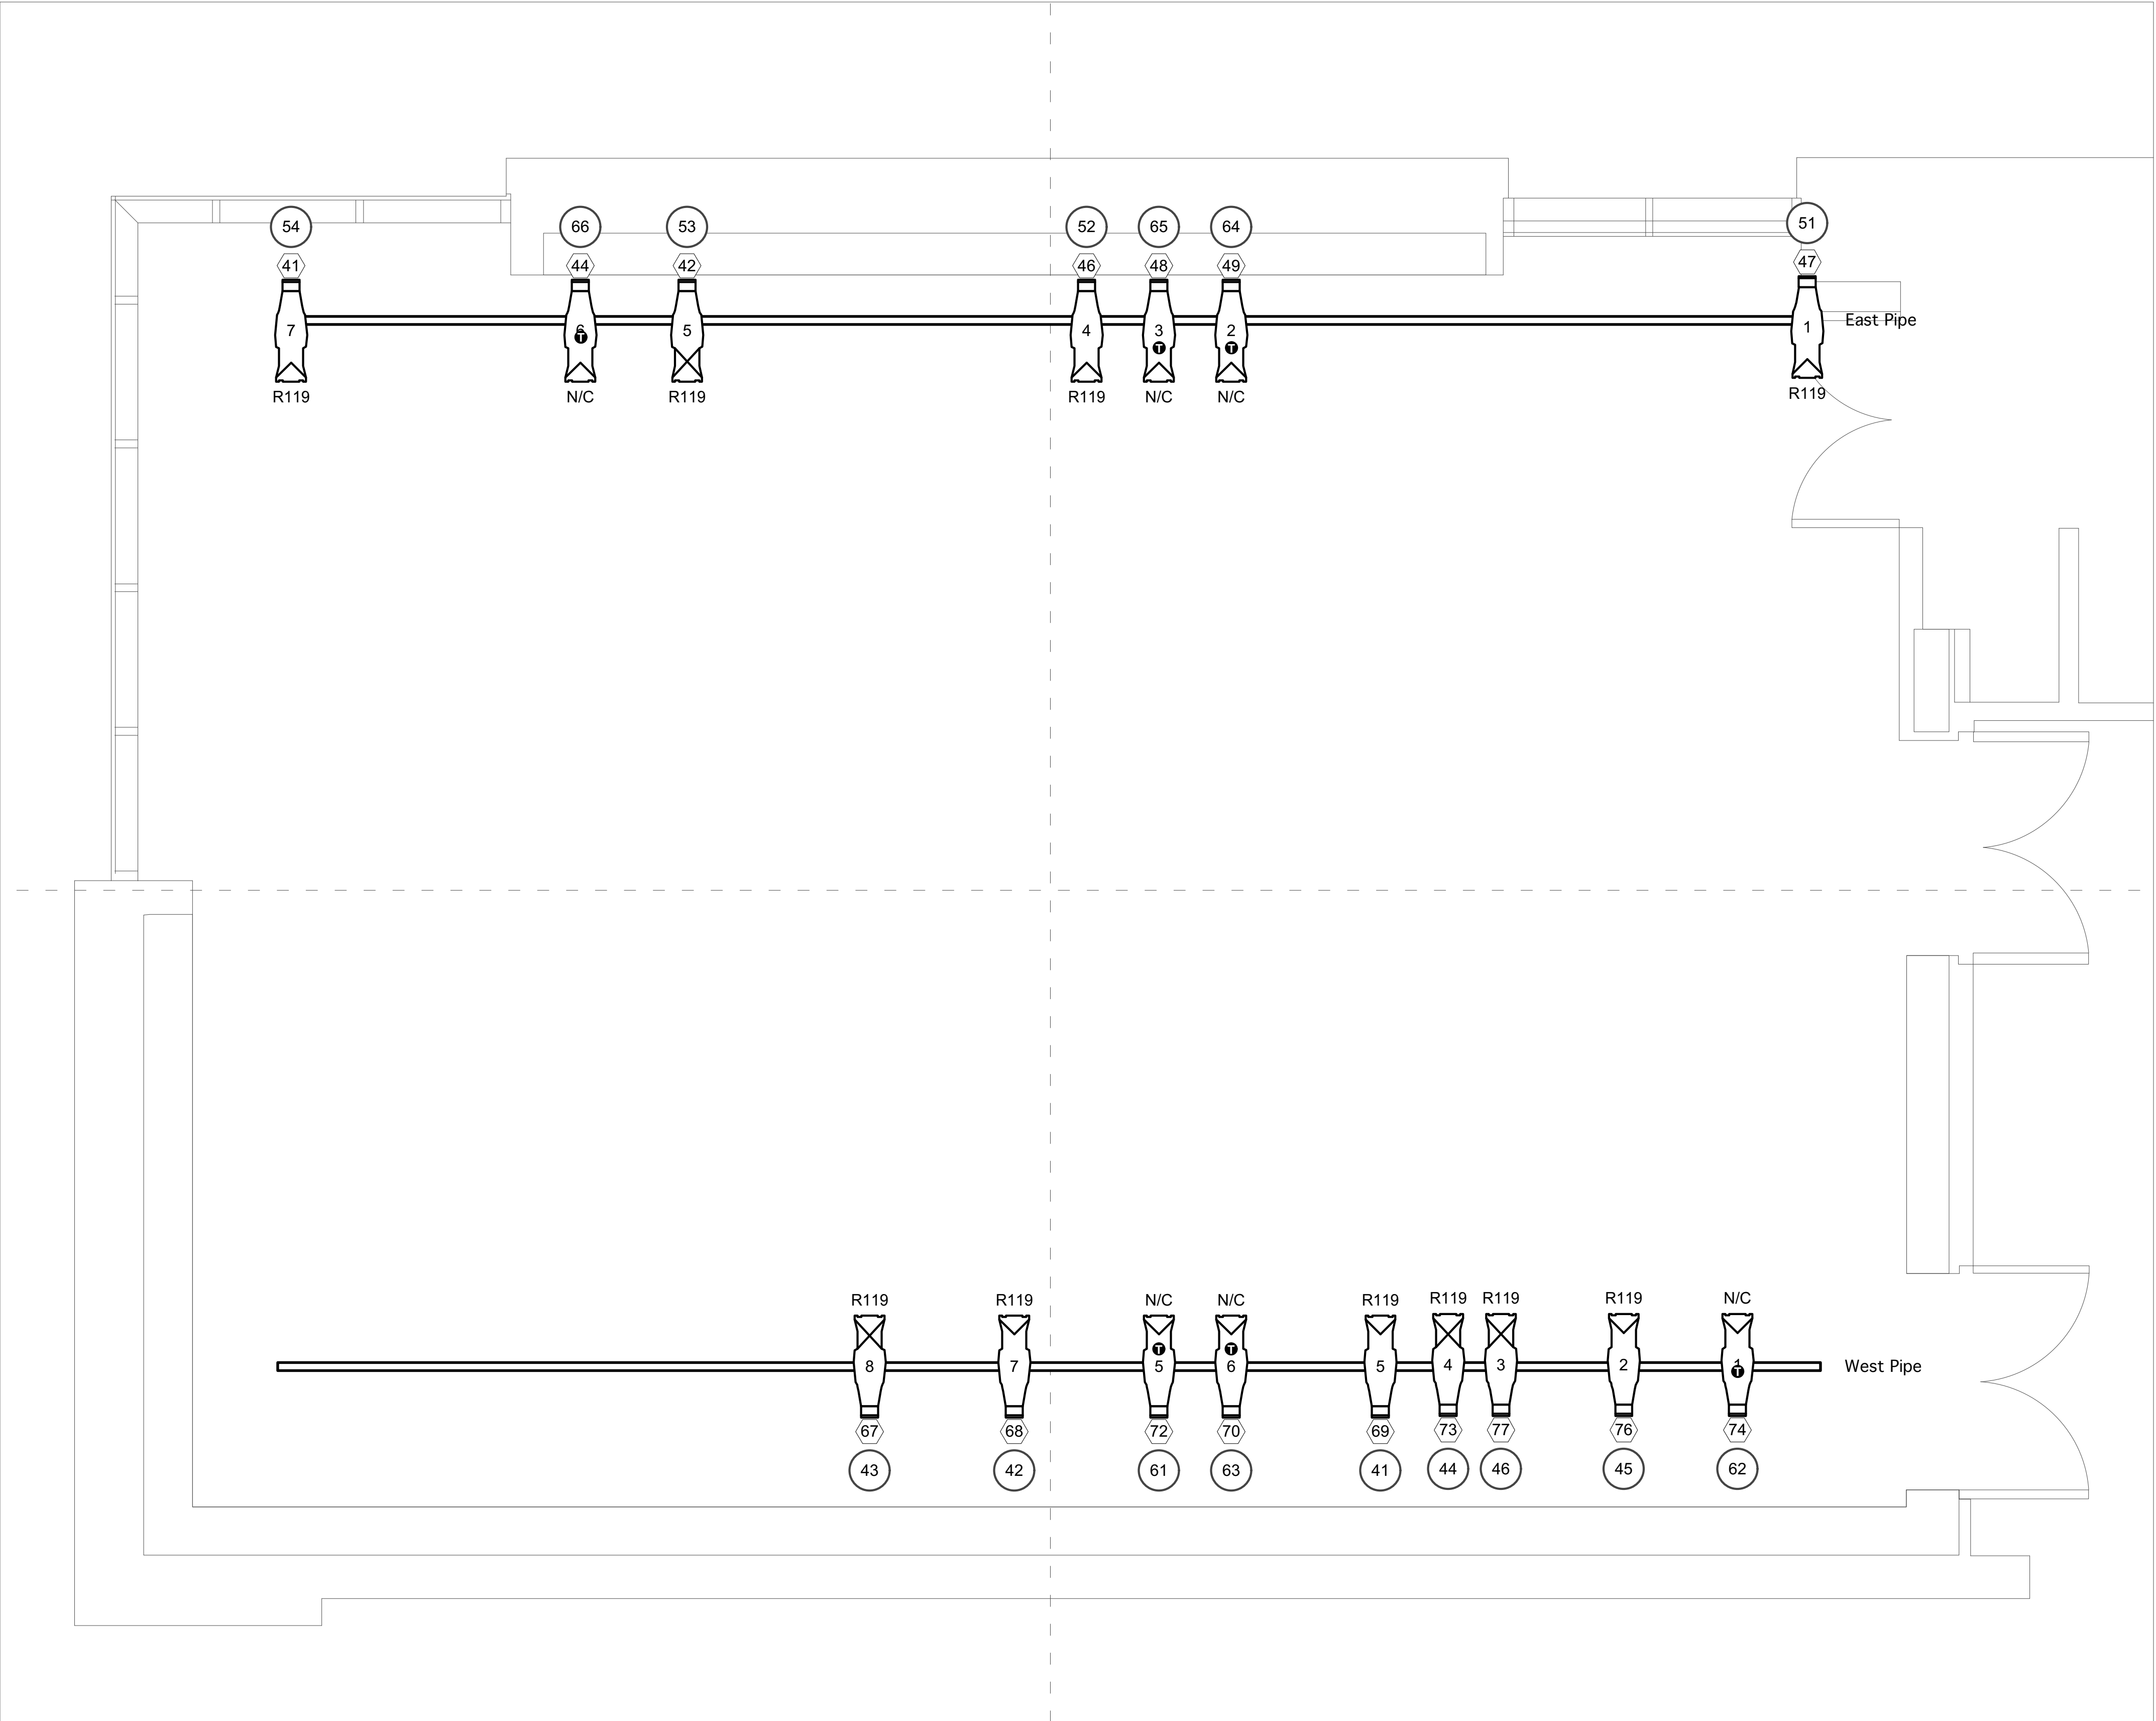 54 66 53 52 65 64 51
41 44 42 46 48 49 47
7 6 5 4 3 2 1 East Pipe
T T T
R119 N/C R119 R119 N/C N/C R119
R119 R119 N/C N/C R119 R119 R119 R119 N/C
T T
8 7 5 6 5 4 3 2 1 West Pipe
T
67 68 72 70 69 73 77 76 74
43 42 61 63 41 44 46 45 62